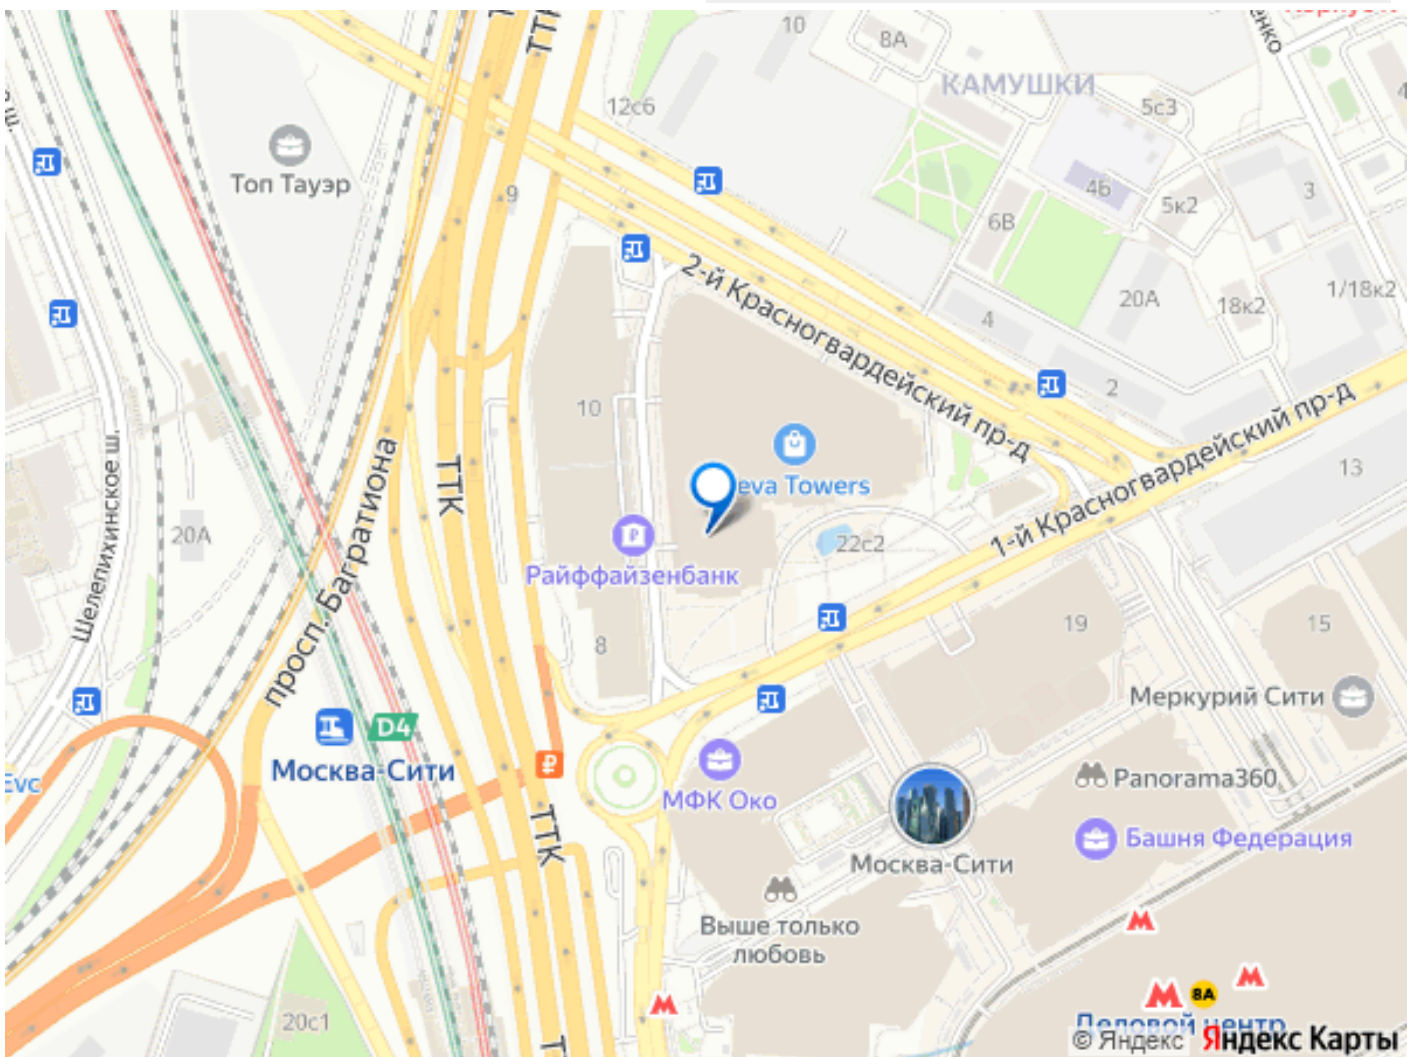 10
8А
ТТК
КАМУШКИ
12с6
5с3
Топ Тауэр
9
4Б
5к2
3
6В
2-й Красногвардейский пр-д
20А
18к2
1/18к2
4
2
10
1-й Красногвардейский пр-д
13
просп. Багратиона
ТТК
Шелепихинское ш.
eva Towers
20А
22с2
Райффайзенбанк
8
19
15
Меркурий Сити
D4
Москва-Сити
₽
МФК Око
Panorama360
Evc
ТТК
Башня Федерация
Москва-Сити
Выше только
любовь
М
М
М
М
8А
20с1
Деловой центр
© Яндекс Яндекс Карты